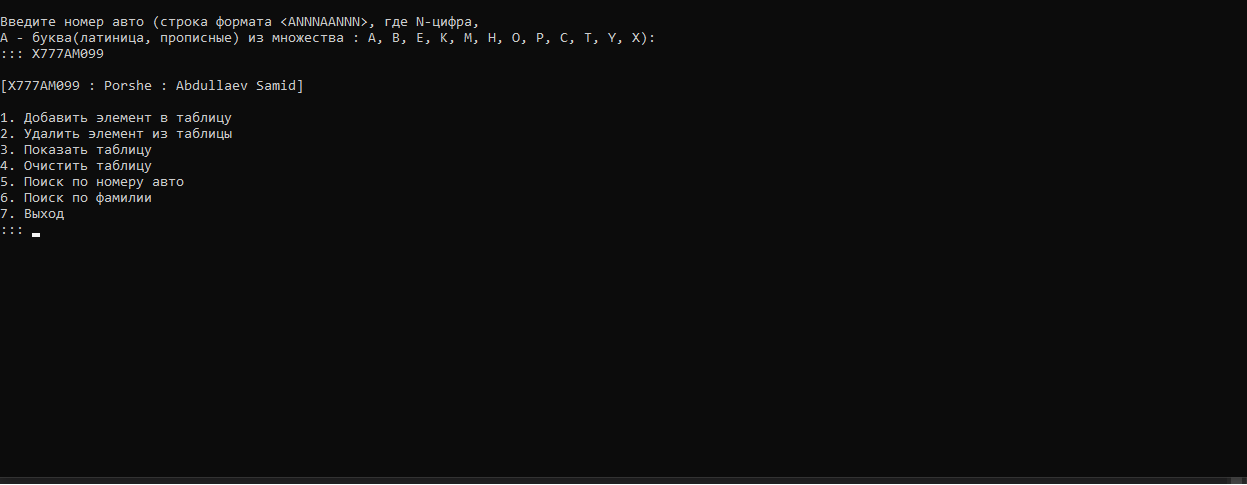 Введите номер авто (строка формата <ANNNAANNN>, где N-цифра,
A - буква(латиница, прописные) из множества : A, B, E, K, M, H, O, P, C, T, Y, X):
::: X777AM099
[X777AM099 : Porshe : Abdullaev Samid]
1. Добавить элемент в таблицу
2. Удалить элемент из таблицы
3. Показать таблицу
4. Очистить таблицу
5. Поиск по номеру авто
6. Поиск по фамилии
7. Выход
:::